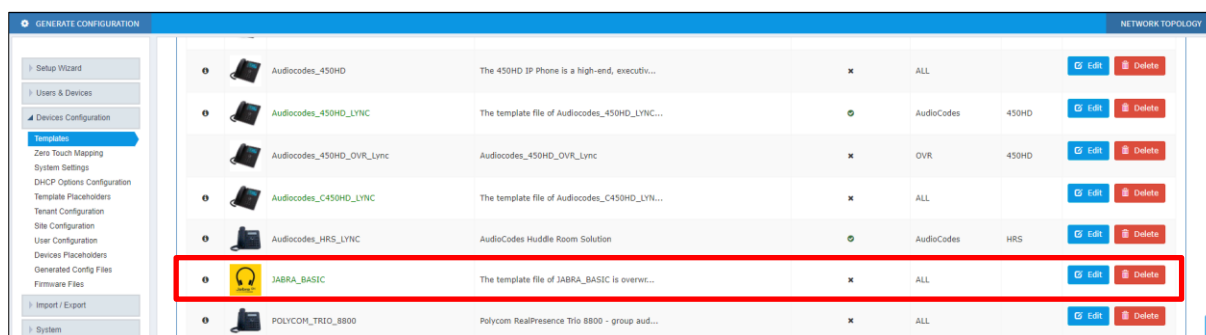 GENERATE CONFIGURATION NETWORK TOPOLOGY
Setup Wizard
Users & Devices
Devices Configuration
Templates
Zero Touch Mapping
System Settings
DHCP Options Configuration
Template Placeholders
Tenant Configuration
Site Configuration
User Configuration
Devices Placeholders
Generated Config Files
Firmware Files
Import / Export
System
Audiocodes_450HD The 450HD IP Phone is a high-end, executiv... ALL Edit Delete
Audiocodes_450HD_LYNC The template file of Audiocodes_450HD_LYNC... AudioCodes 450HD Edit Delete
Audiocodes_450HD_OVR_Lync Audiocodes_450HD_OVR_Lync OVR 450HD Edit Delete
Audiocodes_C450HD_LYNC The template file of Audiocodes_C450HD_LYN... ALL Edit Delete
Audiocodes_HRS_LYNC AudioCodes Huddle Room Solution AudioCodes HRS Edit Delete
JABRA_BASIC The template file of JABRA_BASIC is overwr... ALL Edit Delete
POLYCOM_TRIO_8800 Polycom RealPresence Trio 8800 - group aud... ALL Edit Delete